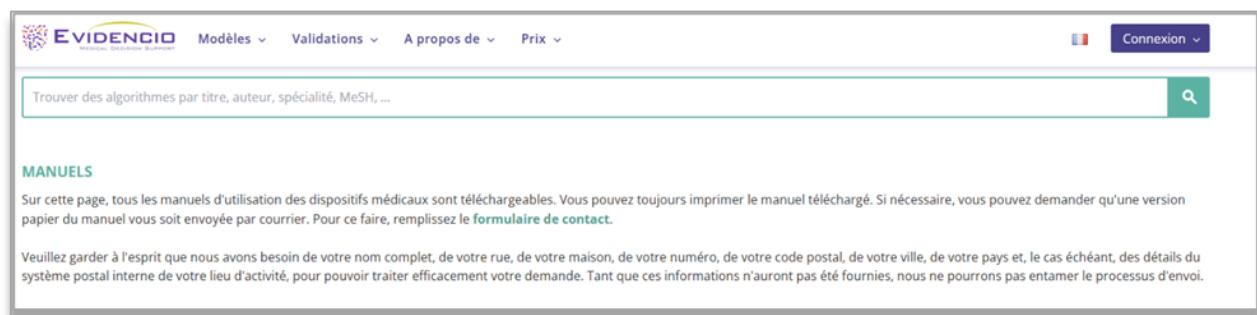 EVIDENCIO
MEDICAL DECISION SUPPORT
Modèles
Validations
A propos de
Prix
Connexion
Trouver des algorithmes par titre, auteur, spécialité, MeSH, ...
MANUELS
Sur cette page, tous les manuels d'utilisation des dispositifs médicaux sont téléchargeables. Vous pouvez toujours imprimer le manuel téléchargé. Si nécessaire, vous pouvez demander qu'une version
papier du manuel vous soit envoyée par courrier. Pour ce faire, remplissez le formulaire de contact.
Veuillez garder à l'esprit que nous avons besoin de votre nom complet, de votre rue, de votre maison, de votre numéro, de votre code postal, de votre ville, de votre pays et, le cas échéant, des détails du
système postal interne de votre lieu d'activité, pour pouvoir traiter efficacement votre demande. Tant que ces informations n'auront pas été fournies, nous ne pourrons pas entamer le processus d'envoi.